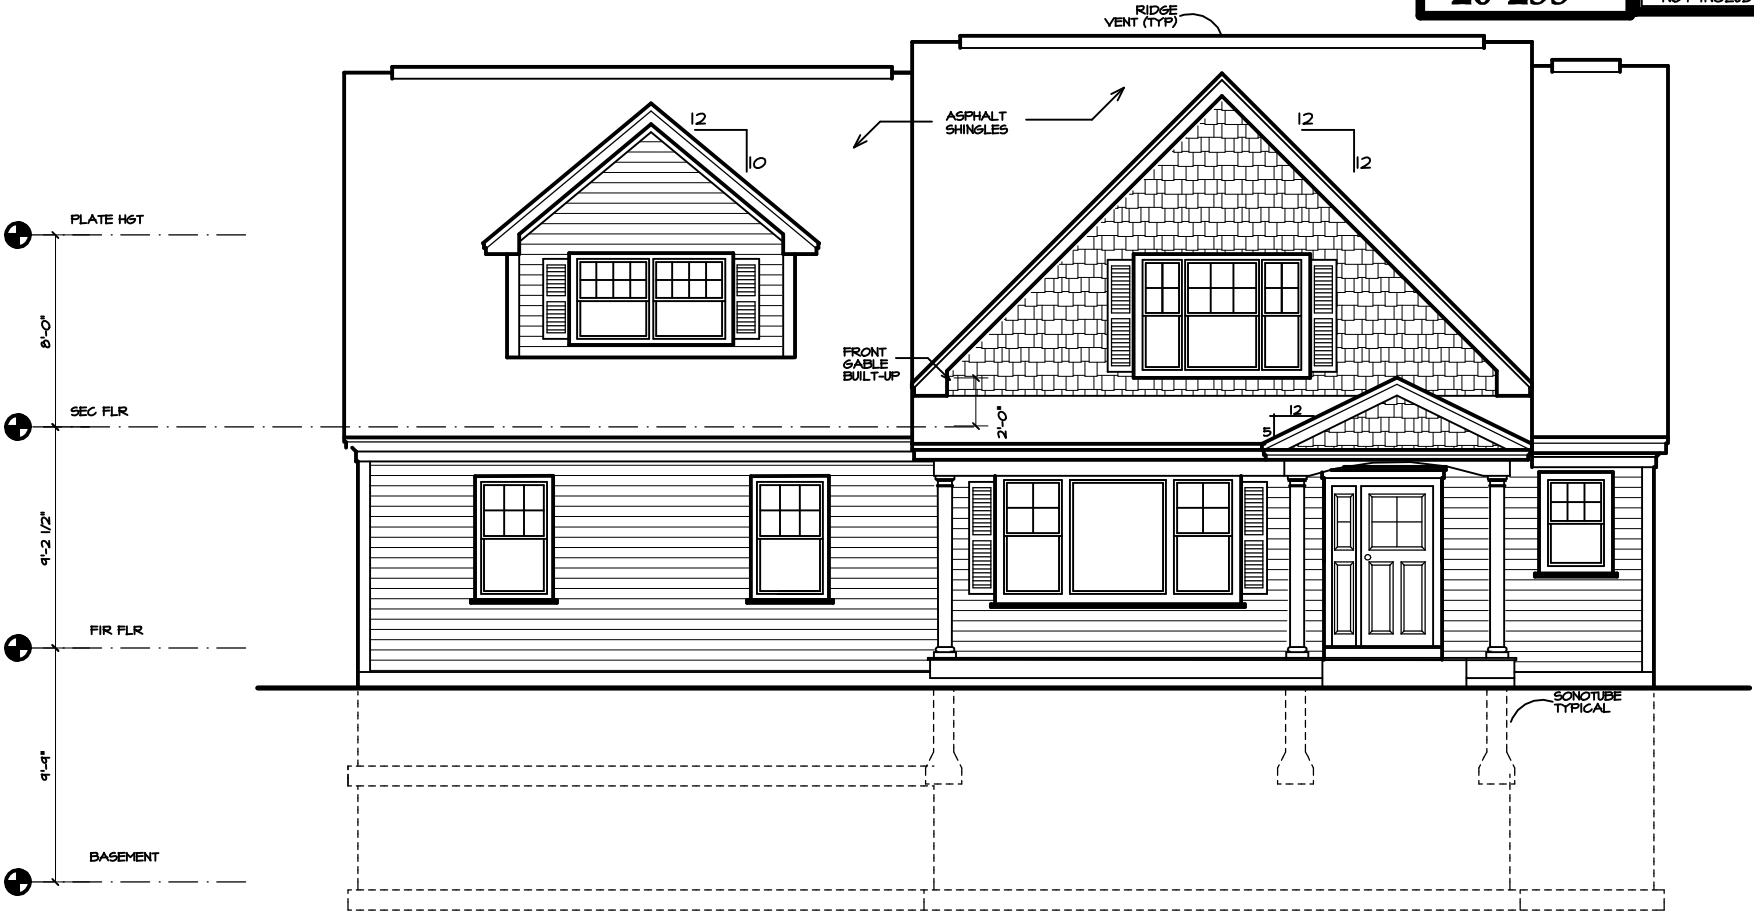 RIDGE
VENT (TYP)
ASPHALT
SHINGLES
12
10
12
12
PLATE HGT
8'-0"
FRONT
GABLE
BUILT-UP
2'-0"
12
5
SEC FLR
9'-2 1/2"
FIR FLR
SONOTUBE
TYPICAL
9'-9"
BASEMENT